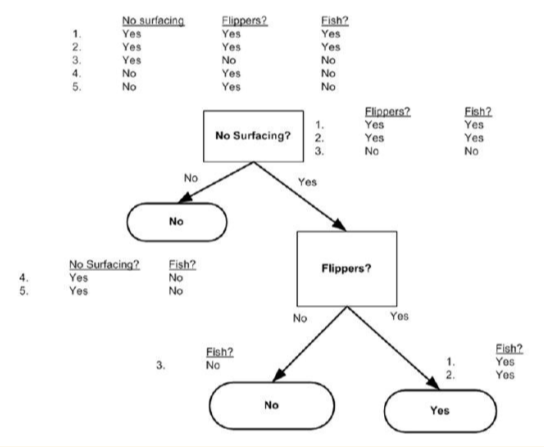 No surfacing Flippers? Fish?
1. Yes Yes Yes
2. Yes Yes Yes
3. Yes No No
4. No Yes No
5. No Yes No
Flippers? Fish?
1. Yes Yes
2. Yes Yes
3. No No
No Surfacing?
No Yes
No
No Surfacing? Fish?
4. Yes No
5. Yes No
Flippers?
No Yes
Fish?
3. No
Fish?
1. Yes
2. Yes
No
Yes